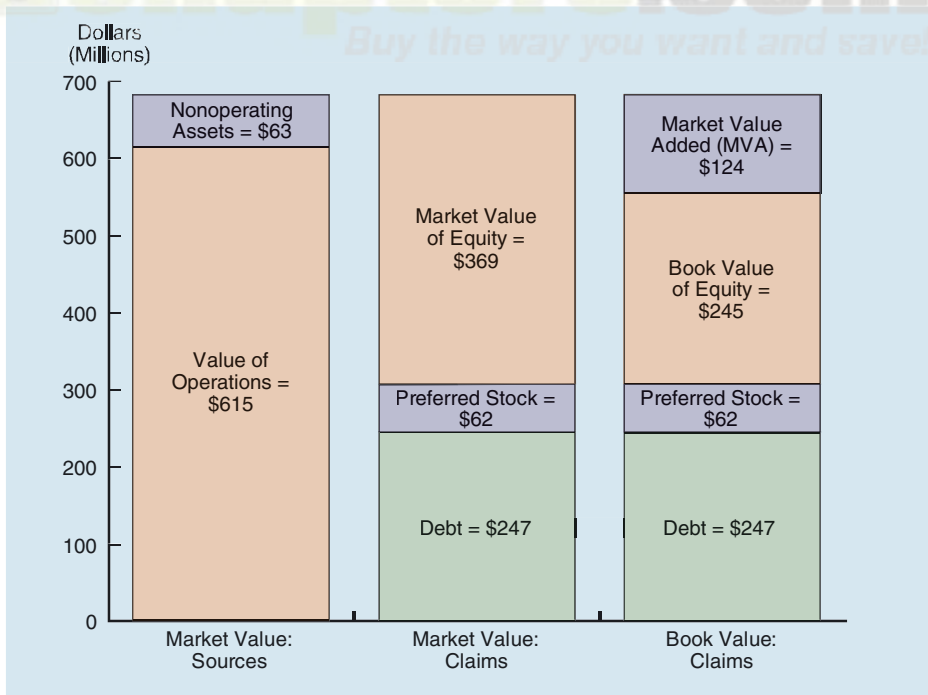 Buy the way you want and save!
Dollars
(Millions)
700
600
500
400
300
200
100
0
Nonoperating
Assets = $63
Value of
Operations =
$615
Market Value
of Equity =
$369
Preferred Stock =
$62
Debt = $247
Market Value
Added (MVA) =
$124
Book Value
of Equity =
$245
Preferred Stock =
$62
Debt = $247
Market Value:
Sources
Market Value:
Claims
Book Value:
Claims